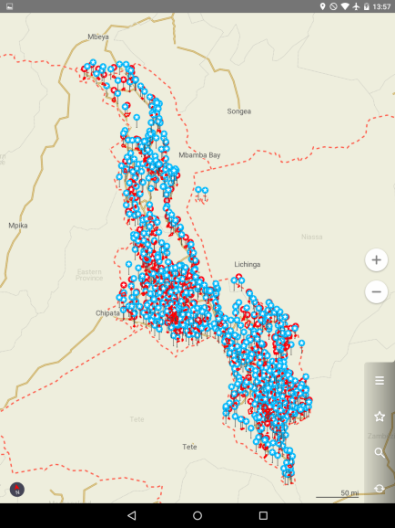 13:57
Mbeya
Songea
Mbamba Bay
Mpika
Niassa
Lichinga
Eastern
Province
Chipata
Tete
Tete
50 mi